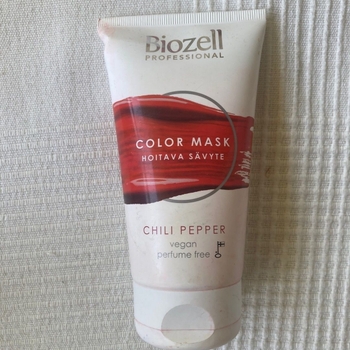 Biozell
PROFESSIONAL
COLOR MASK
HOITAVA SÄVYTE
CHILI PEPPER
vegan
perfume free